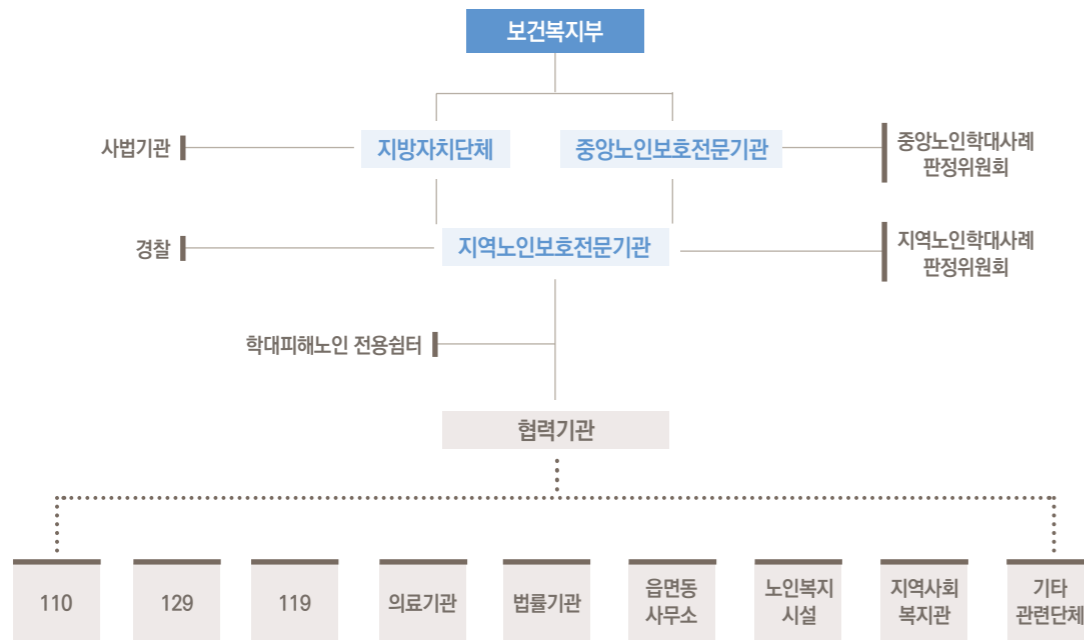 보건복지부
사법기관
지방자치단체
중앙노인보호전문기관
중앙노인학대사례
판정위원회
경찰
지역노인보호전문기관
지역노인학대사례
판정위원회
학대피해노인 전용쉼터
협력기관
110
129
119
의료기관
법률기관
읍면동
사무소
노인복지
시설
지역사회
복지관
기타
관련단체